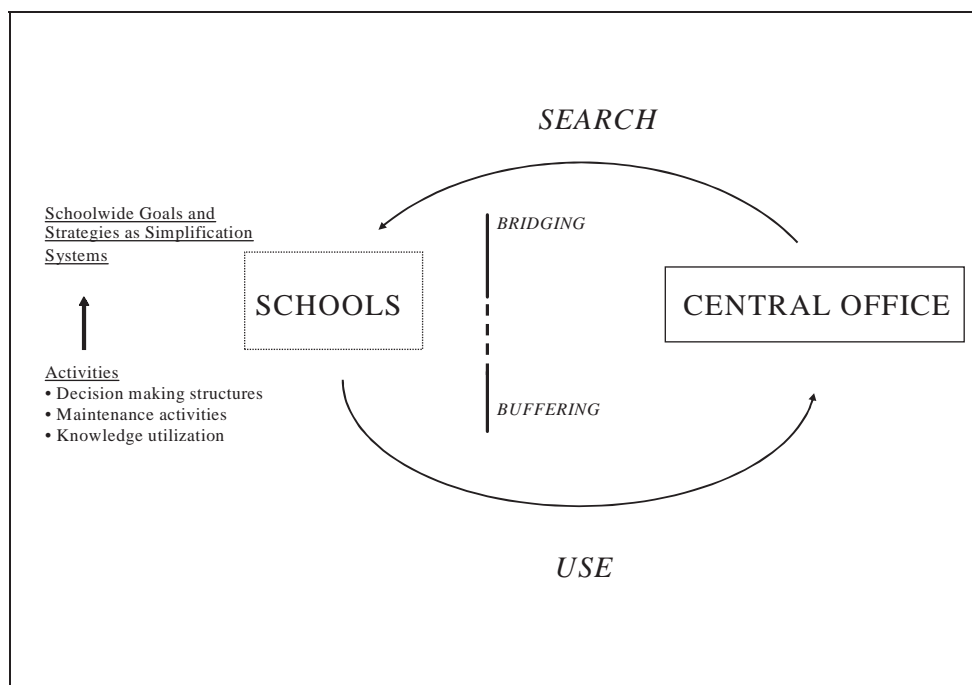 SEARCH
Schoolwide Goals and
Strategies as Simplification
Systems
BRIDGING
SCHOOLS
CENTRAL OFFICE
Activities
• Decision making structures
• Maintenance activities
• Knowledge utilization
BUFFERING
USE